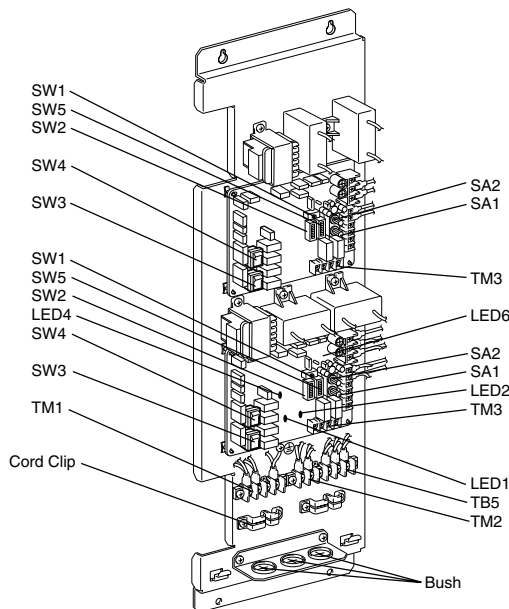 SW1
SW5
SW2
SW4
SW3
SW1
SW5
SW2
LED4
SW4
SW3
TM1
Cord Clip
SA2
SA1
TM3
LED6
SA2
SA1
LED2
TM3
LED1
TB5
TM2
Bush